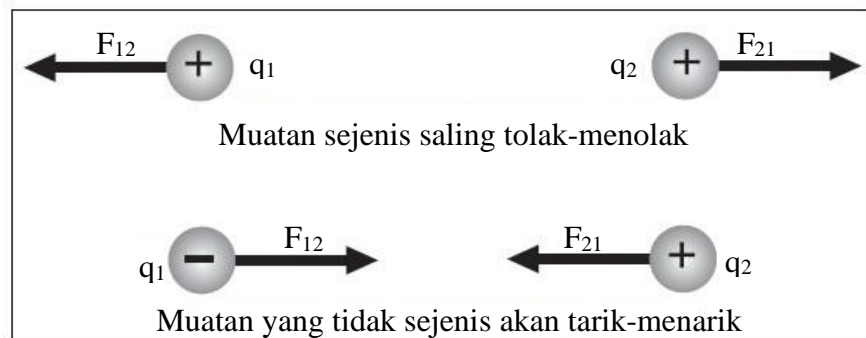 F12 + q1 q2 + F21
Muatan sejenis saling tolak-menolak
q1 - F12 F21 + q2
Muatan yang tidak sejenis akan tarik-menarik